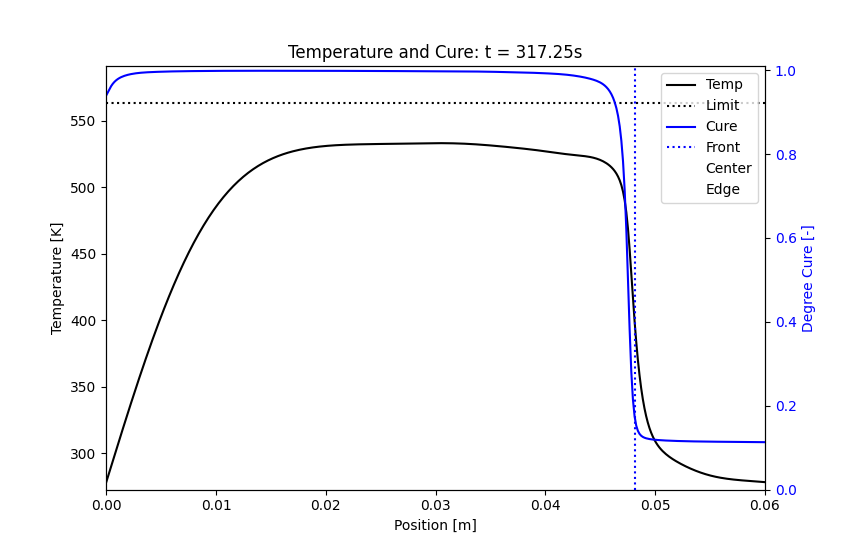 Temperature and Cure: t = 317.25s
Temperature [K]
550
500
450
400
350
300
Temp
Limit
Cure
Front
Center
Edge
1.0
0.8
0.6
0.4
0.2
0.0
Degree Cure [-]
0.00 0.01 0.02 0.03 0.04 0.05 0.06
Position [m]